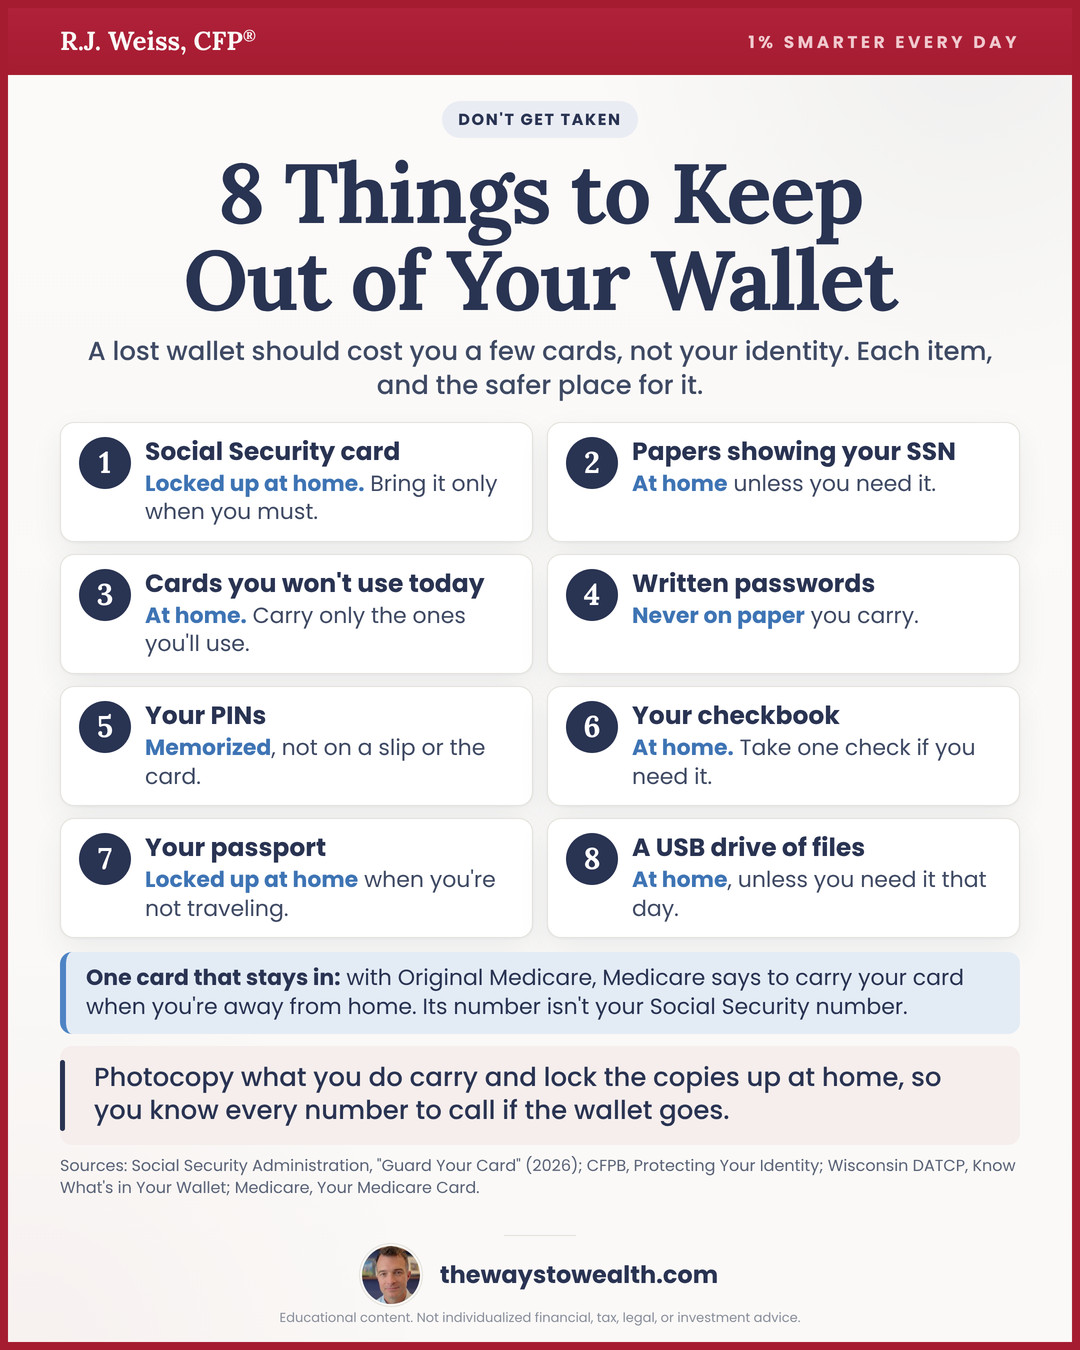 R.J. Weiss, CFP®
1% SMARTER EVERY DAY
DON'T GET TAKEN
8 Things to Keep
Out of Your Wallet
A lost wallet should cost you a few cards, not your identity. Each item,
and the safer place for it.
1
Social Security card
Locked up at home. Bring it only
when you must.
2
Papers showing your SSN
At home unless you need it.
3
Cards you won't use today
At home. Carry only the ones
you'll use.
4
Written passwords
Never on paper you carry.
5
Your PINs
Memorized, not on a slip or the
card.
6
Your checkbook
At home. Take one check if you
need it.
7
Your passport
Locked up at home when you're
not traveling.
8
A USB drive of files
At home, unless you need it that
day.
One card that stays in: with Original Medicare, Medicare says to carry your card
when you're away from home. Its number isn't your Social Security number.
Photocopy what you do carry and lock the copies up at home, so
you know every number to call if the wallet goes.
Sources: Social Security Administration, "Guard Your Card" (2026); CFPB, Protecting Your Identity; Wisconsin DATCP, Know
What's in Your Wallet; Medicare, Your Medicare Card.
thewaystowealth.com
Educational content. Not individualized financial, tax, legal, or investment advice.